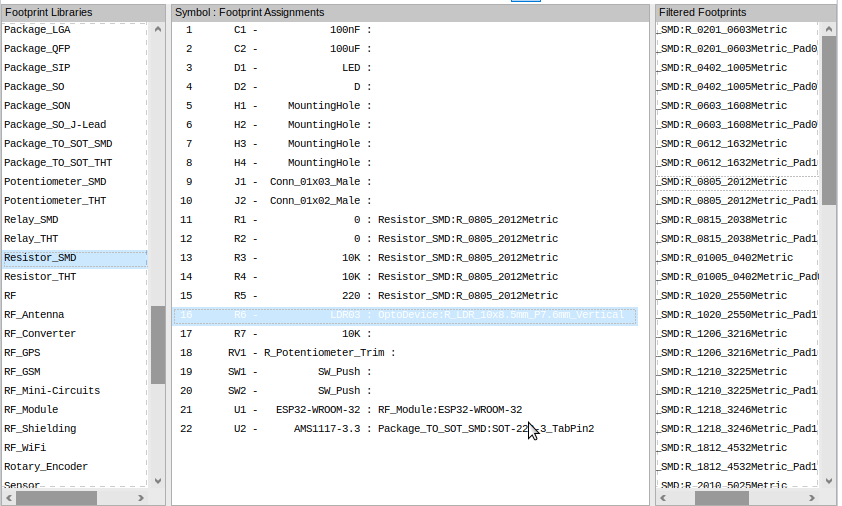 Footprint Libraries
Package_LGA
Package_QFP
Package_SIP
Package_SO
Package_SON
Package_SO_J-Lead
Package_TO_SOT_SMD
Package_TO_SOT_THT
Potentiometer_SMD
Potentiometer_THT
Relay_SMD
Relay_THT
Resistor_SMD
Resistor_THT
RF
RF_Antenna
RF_Converter
RF_GPS
RF_GSM
RF_Mini-Circuits
RF_Module
RF_Shielding
RF_WiFi
Rotary_Encoder
Sensor
Symbol : Footprint Assignments
1 C1 - 100nF :
2 C2 - 100uF :
3 D1 - LED :
4 D2 - D :
5 H1 - MountingHole :
6 H2 - MountingHole :
7 H3 - MountingHole :
8 H4 - MountingHole :
9 J1 - Conn_01x03_Male :
10 J2 - Conn_01x02_Male :
11 R1 - 0 : Resistor_SMD:R_0805_2012Metric
12 R2 - 0 : Resistor_SMD:R_0805_2012Metric
13 R3 - 10K : Resistor_SMD:R_0805_2012Metric
14 R4 - 10K : Resistor_SMD:R_0805_2012Metric
15 R5 - 220 : Resistor_SMD:R_0805_2012Metric
16 R6 - LDR03 : OptoDevice:R_LDR_10x8.5mm_P7.6mm_Vertical
17 R7 - 10K :
18 RV1 - R_Potentiometer_Trim :
19 SW1 - SW_Push :
20 SW2 - SW_Push :
21 U1 - ESP32-WROOM-32 : RF_Module:ESP32-WROOM-32
22 U2 - AMS1117-3.3 : Package_TO_SOT_SMD:SOT-22 -3_TabPin2
Filtered Footprints
_SMD:R_0201_0603Metric
_SMD:R_0201_0603Metric_Pad0
_SMD:R_0402_1005Metric
_SMD:R_0402_1005Metric_Pad0
_SMD:R_0603_1608Metric
_SMD:R_0603_1608Metric_Pad0
_SMD:R_0612_1632Metric
_SMD:R_0612_1632Metric_Pad1
_SMD:R_0805_2012Metric
_SMD:R_0805_2012Metric_Pad1
_SMD:R_0815_2038Metric
_SMD:R_0815_2038Metric_Pad1
_SMD:R_01005_0402Metric
_SMD:R_01005_0402Metric_Pad
_SMD:R_1020_2550Metric
_SMD:R_1020_2550Metric_Pad1
_SMD:R_1206_3216Metric
_SMD:R_1206_3216Metric_Pad1
_SMD:R_1210_3225Metric
_SMD:R_1210_3225Metric_Pad1
_SMD:R_1218_3246Metric
_SMD:R_1218_3246Metric_Pad1
_SMD:R_1812_4532Metric
_SMD:R_1812_4532Metric_Pad1
_SMD:R_2010_5025Metric